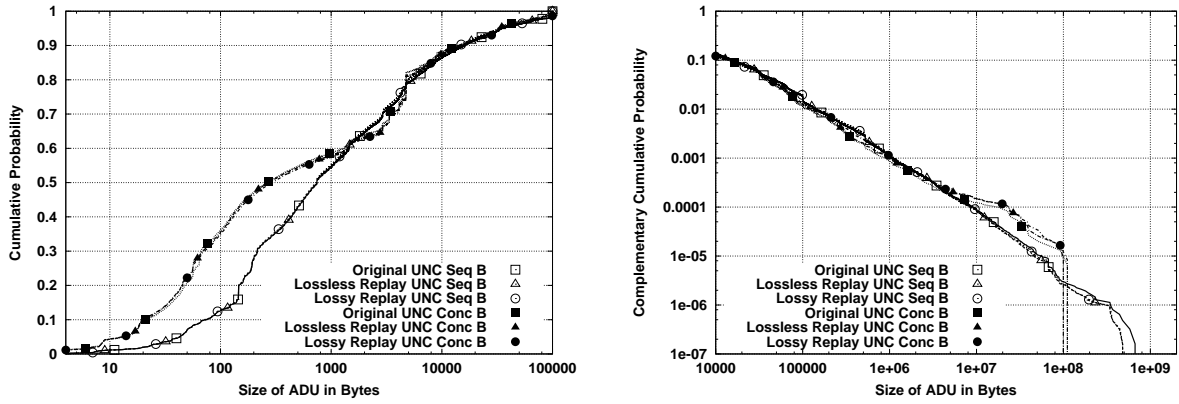 1
0.9
0.8
0.7
0.6
0.5
0.4
0.3
0.2
0.1
0
Cumulative Probability
Original UNC Seq B
Lossless Replay UNC Seq B
Lossy Replay UNC Seq B
Original UNC Conc B
Lossless Replay UNC Conc B
Lossy Replay UNC Conc B
10 100 1000 10000 100000
Size of ADU in Bytes
0.1
0.01
0.001
0.0001
1e-05
1e-06
1e-07
Complementary Cumulative Probability
Original UNC Seq B
Lossless Replay UNC Seq B
Lossy Replay UNC Seq B
Original UNC Conc B
Lossless Replay UNC Conc B
Lossy Replay UNC Conc B
10000 100000 1e+06 1e+07 1e+08 1e+09
Size of ADU in Bytes